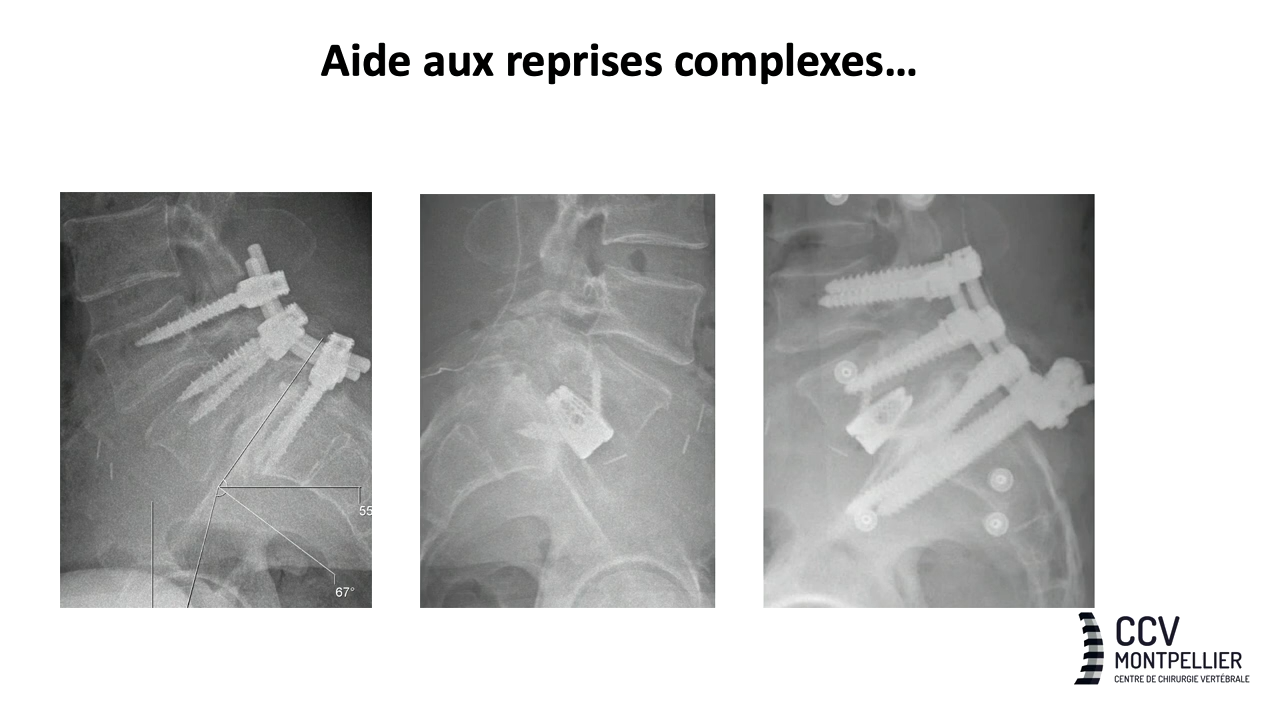 Aide aux reprises complexes…
55
67°
CCV
MONTPELLIER
CENTRE DE CHIRURGIE VERTÉBRALE